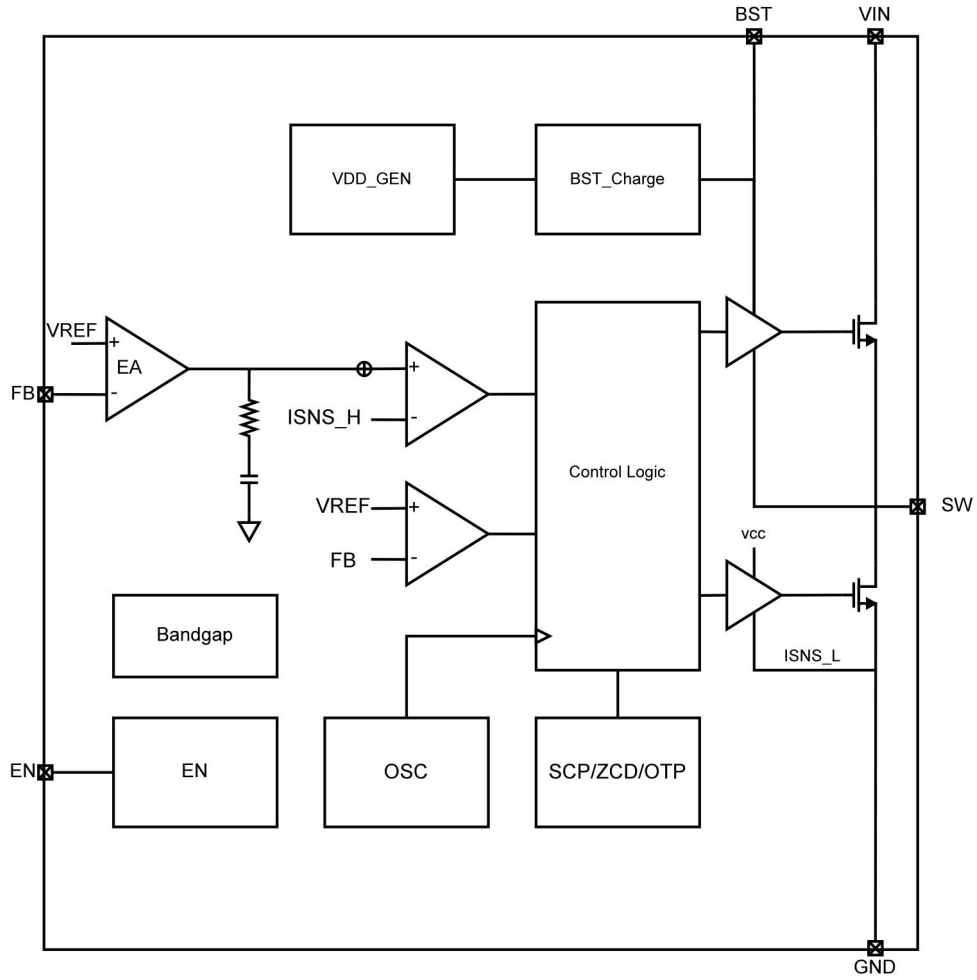 BST
VIN
VDD_GEN
BST_Charge
VREF
+
EA
FB
-
+
ISNS_H
-
Control Logic
VREF
+
FB
-
SW
vcc
Bandgap
ISNS_L
EN
EN
OSC
SCP/ZCD/OTP
GND